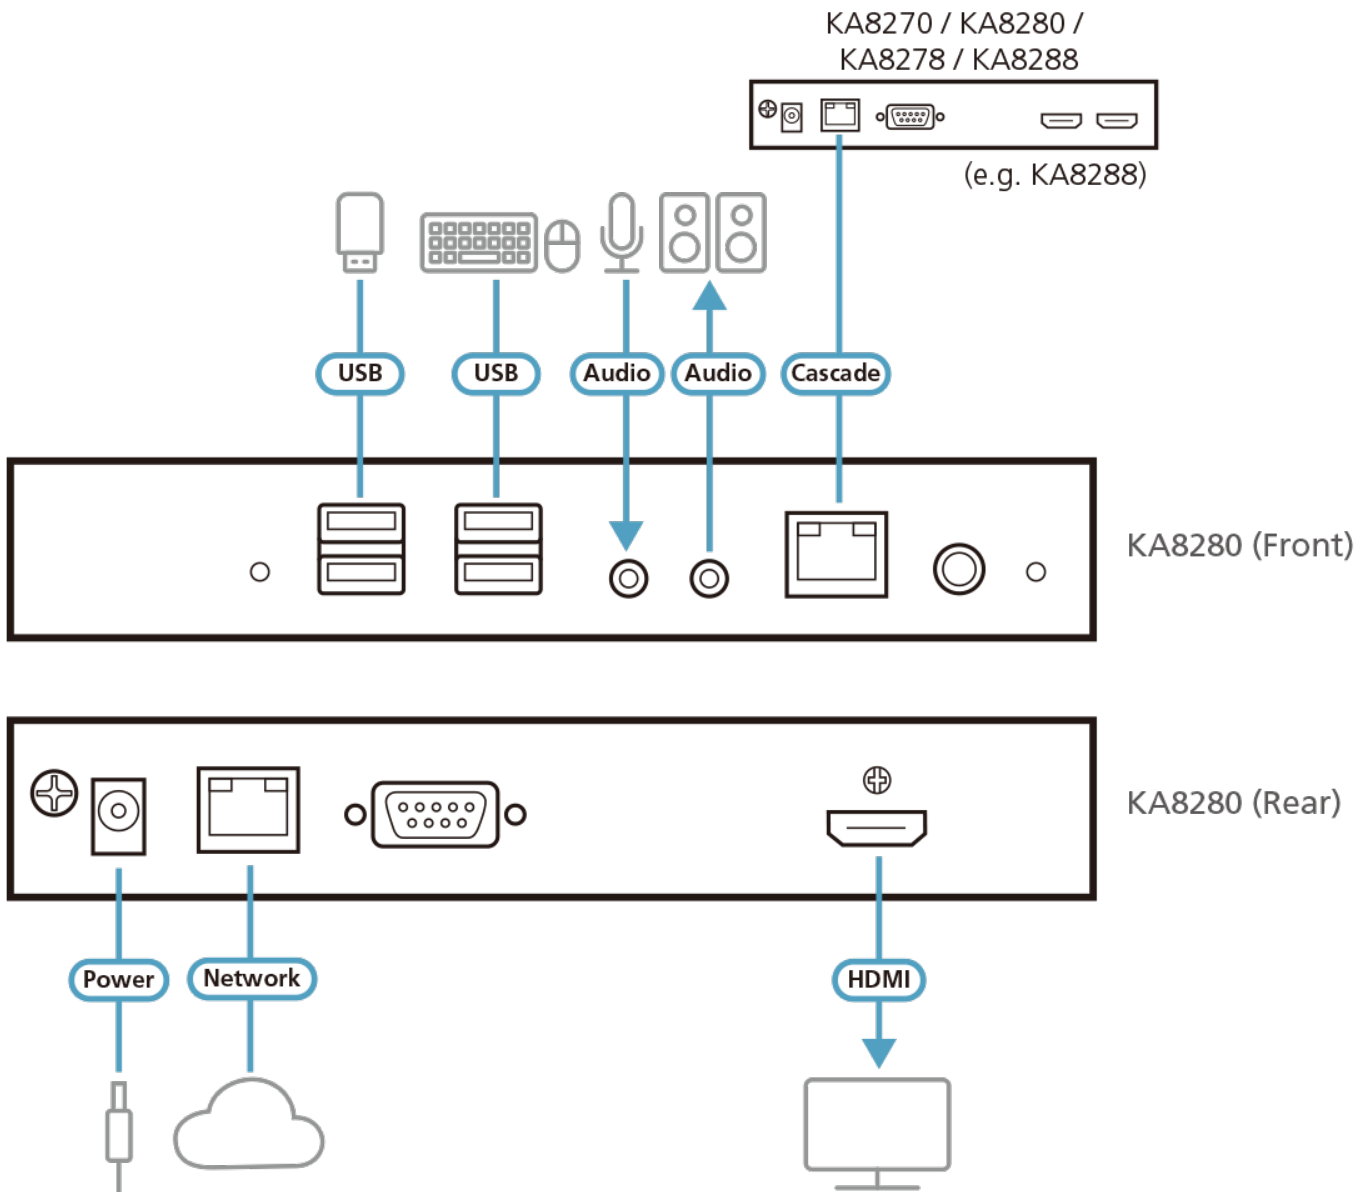 KA8270 / KA8280 /
KA8278 / KA8288
(e.g. KA8288)
USB
USB
Audio
Audio
Cascade
KA8280 (Front)
KA8280 (Rear)
Power
Network
HDMI